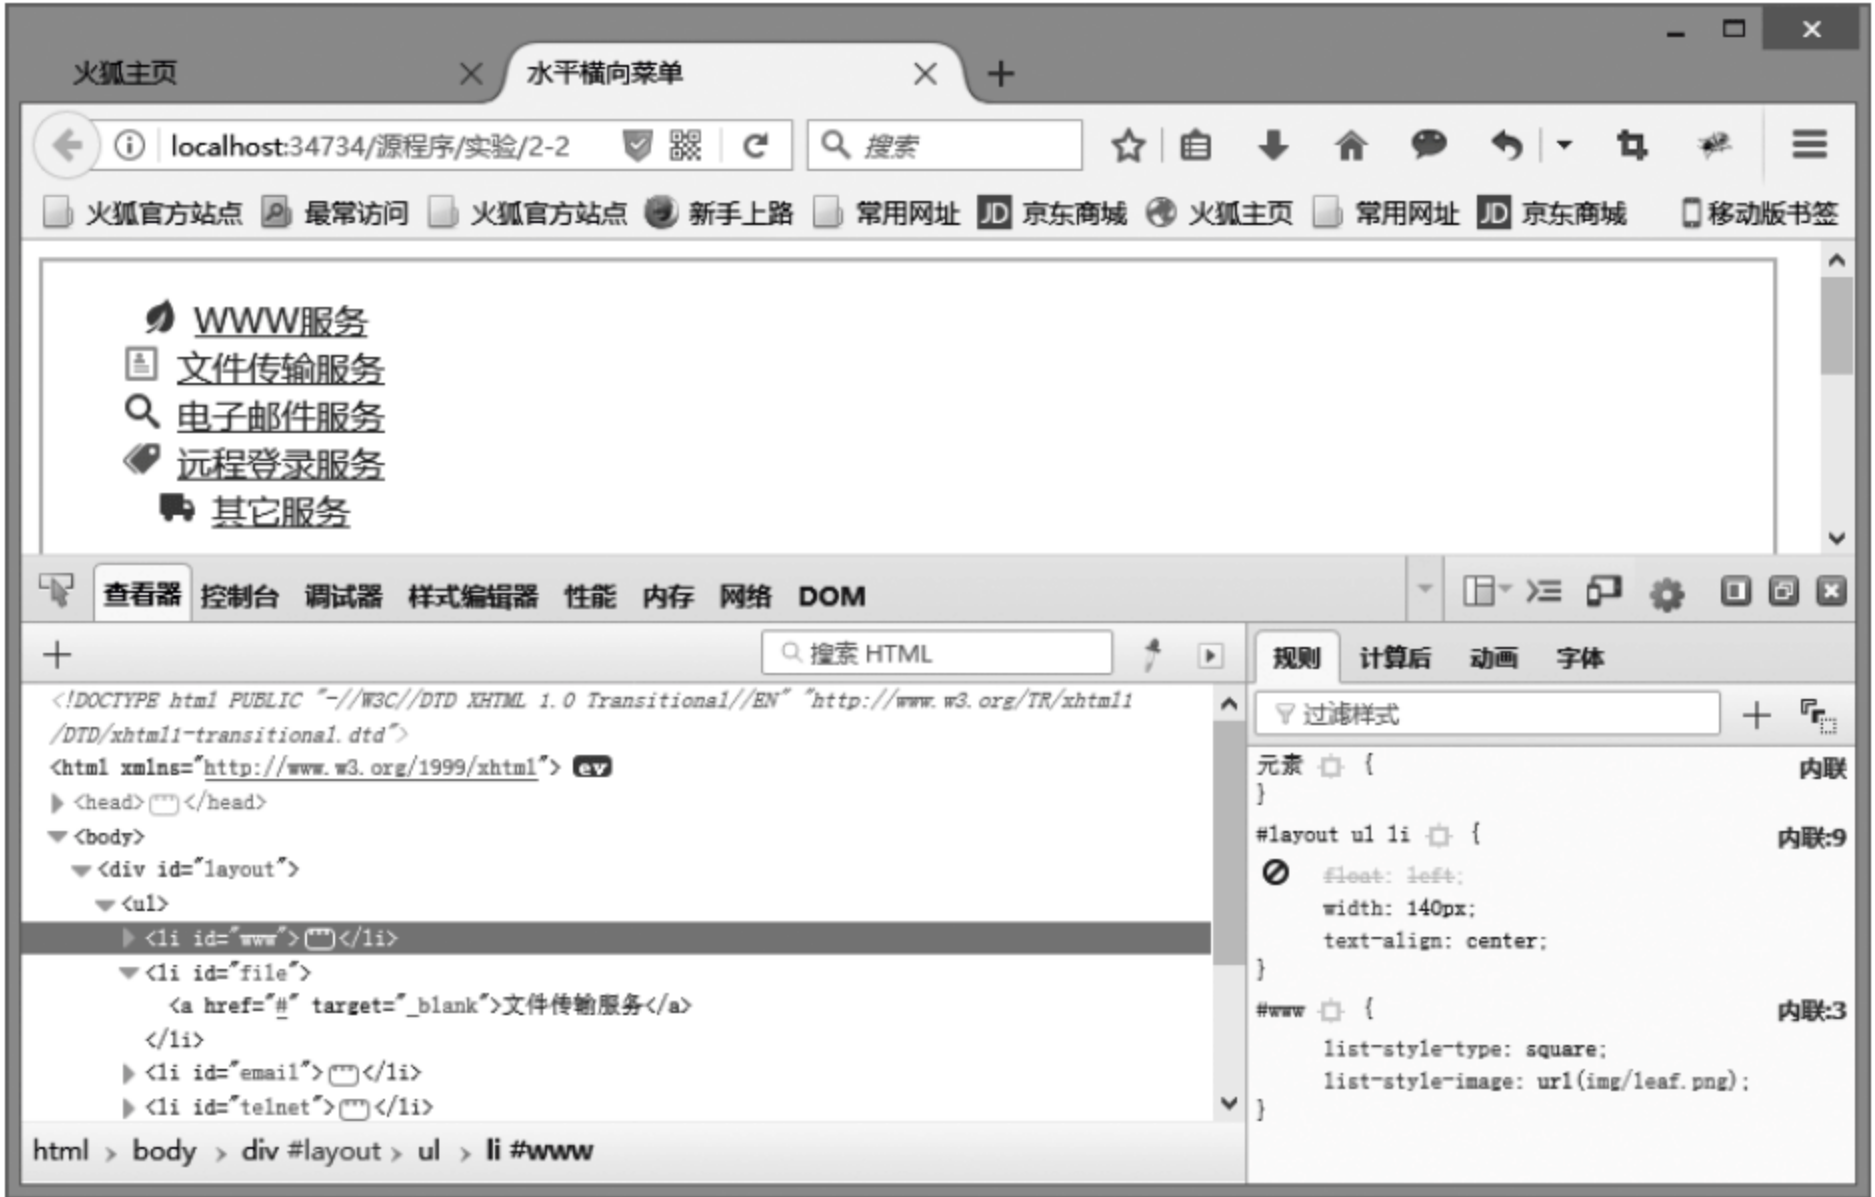 火狐主页 水平横向菜单
localhost:34734/源程序/实验/2-2 搜索
火狐官方站点 最常访问 火狐官方站点 新手上路 常用网址 JD 京东商城 火狐主页 常用网址 JD 京东商城 移动版书签
WWW服务
文件传输服务
电子邮件服务
远程登录服务
其它服务
查看器 控制台 调试器 样式编辑器 性能 内存 网络 DOM
搜索 HTML
<!DOCTYPE html PUBLIC "-//W3C//DTD XHTML 1.0 Transitional//EN" "http://www.w3.org/TR/xhtml1
/DTD/xhtml1-transitional.dtd">
<html xmlns="http://www.w3.org/1999/xhtml"> ev
<head></head>
<body>
<div id="layout">
<ul>
<li id="www"></li>
<li id="file">
<a href="#" target="_blank">文件传输服务</a>
</li>
<li id="email"></li>
<li id="telnet"></li>
html > body > div #layout > ul > li #www
规则 计算后 动画 字体
过滤样式
元素 { 内联
}
#layout ul li { 内联:9
float: left;
width: 140px;
text-align: center;
}
#www { 内联:3
list-style-type: square;
list-style-image: url(img/leaf.png);
}